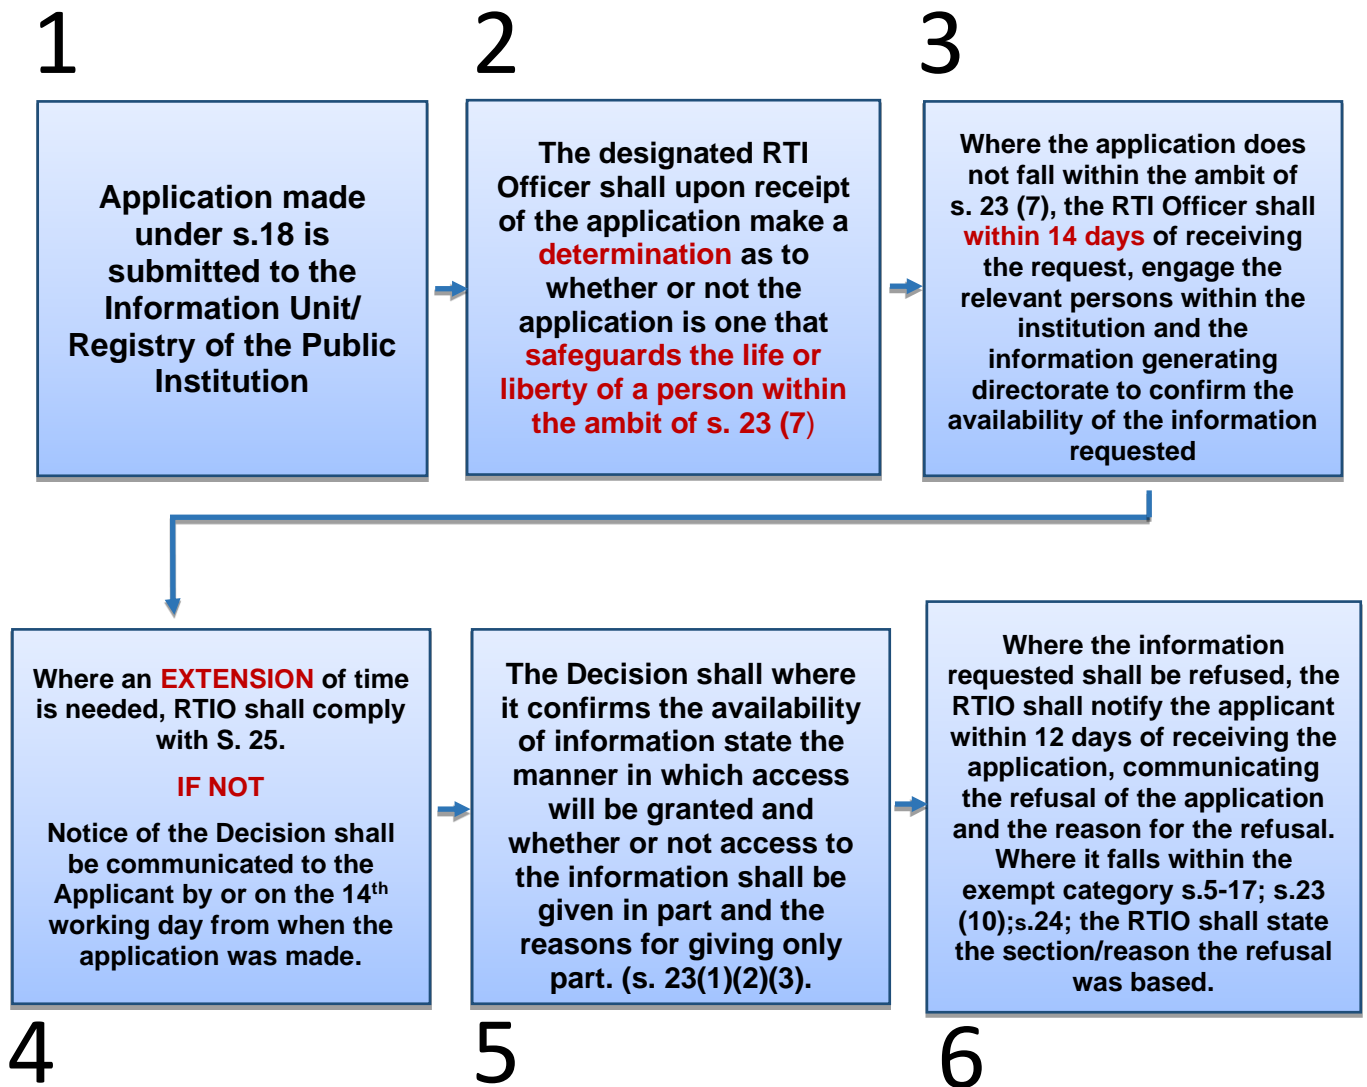 1
Application made
under s.18 is
submitted to the
Information Unit/
Registry of the Public
Institution
2
The designated RTI
Officer shall upon receipt
of the application make a
determination as to
whether or not the
application is one that
safeguards the life or
liberty of a person within
the ambit of s. 23 (7)
3
Where the application does
not fall within the ambit of
s. 23 (7), the RTI Officer shall
within 14 days of receiving
the request, engage the
relevant persons within the
institution and the
information generating
directorate to confirm the
availability of the information
requested
4
Where an EXTENSION of time
is needed, RTIO shall comply
with S. 25.
IF NOT
Notice of the Decision shall
be communicated to the
Applicant by or on the 14th
working day from when the
application was made.
5
The Decision shall where
it confirms the availability
of information state the
manner in which access
will be granted and
whether or not access to
the information shall be
given in part and the
reasons for giving only
part. (s. 23(1)(2)(3).
6
Where the information
requested shall be refused, the
RTIO shall notify the applicant
within 12 days of receiving the
application, communicating
the refusal of the application
and the reason for the refusal.
Where it falls within the
exempt category s.5-17; s.23
(10);s.24; the RTIO shall state
the section/reason the refusal
was based.